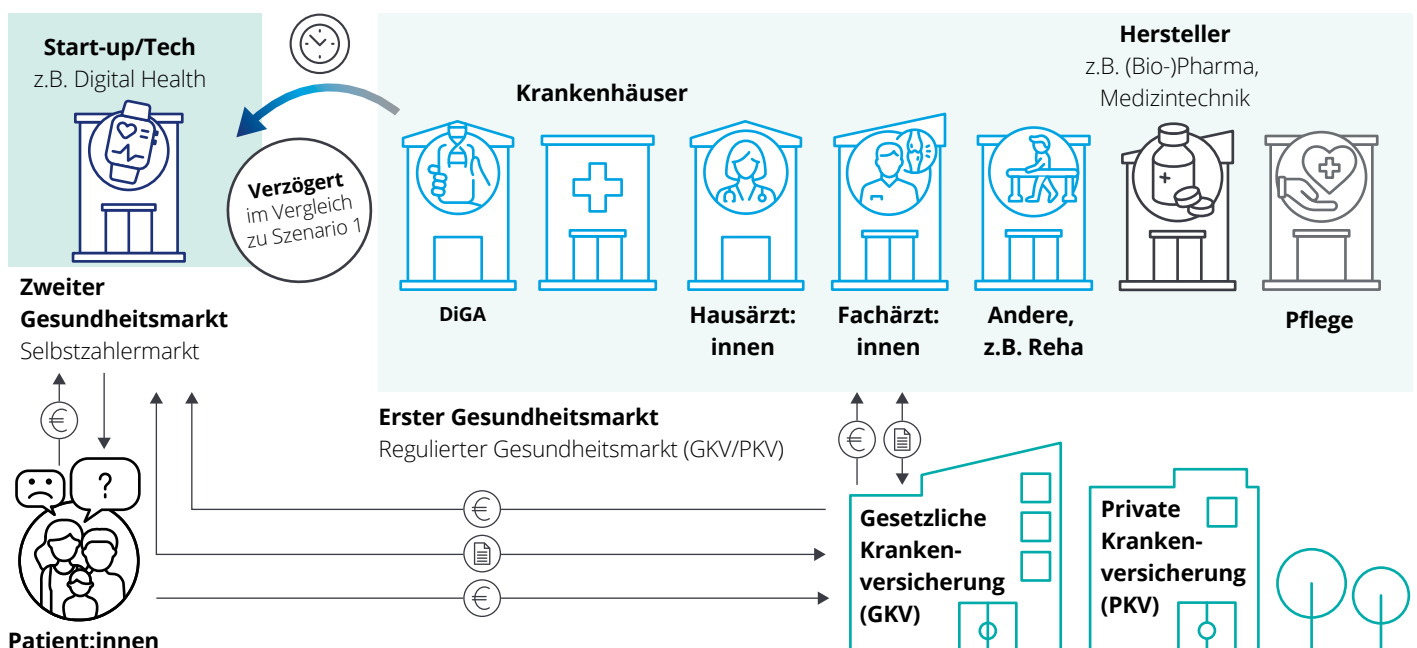 Start-up/Tech
z.B. Digital Health
Verzögert
im Vergleich
zu Szenario 1
Krankenhäuser
Hersteller
z.B. (Bio-)Pharma,
Medizintechnik
DiGA
Hausärzt:
innen
Fachärzt:
innen
Andere,
z.B. Reha
Pflege
Zweiter
Gesundheitsmarkt
Selbstzahlermarkt
€
Erster Gesundheitsmarkt
Regulierter Gesundheitsmarkt (GKV/PKV)
€
?
€
€
Patient:innen
Gesetzliche
Kranken-
versicherung
(GKV)
Private
Kranken-
versicherung
(PKV)